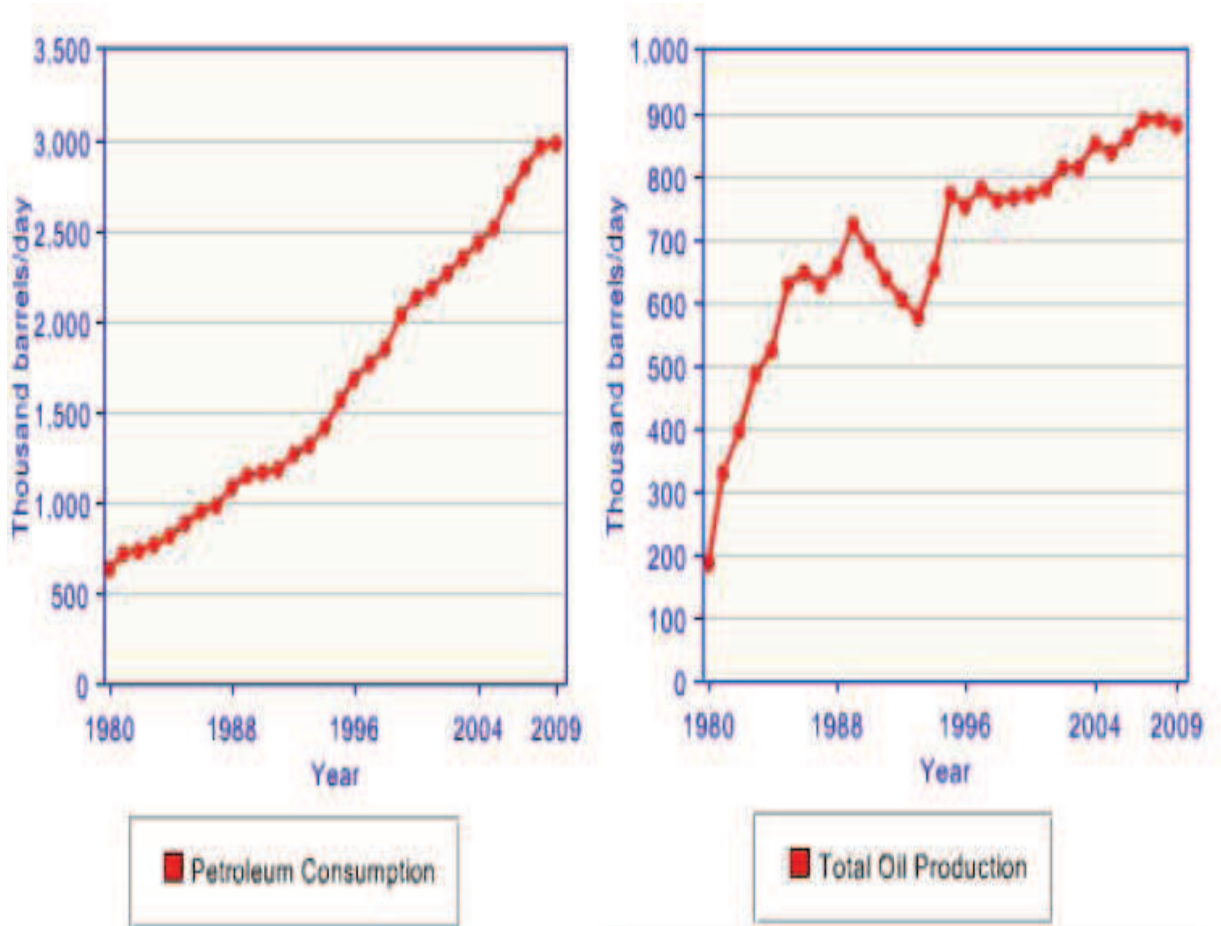 3,500
3,000
2,500
2.000
1.500
1.000
500
0
Thousand barrels/day
1980 1988 1996 2004 2009
Year
Petroleum Consumption
1.000
900
800
700
600
500
400
300
200
100
0
Thousand barrels/day
1980 1988 1996 2004 2009
Year
Total Oil Production